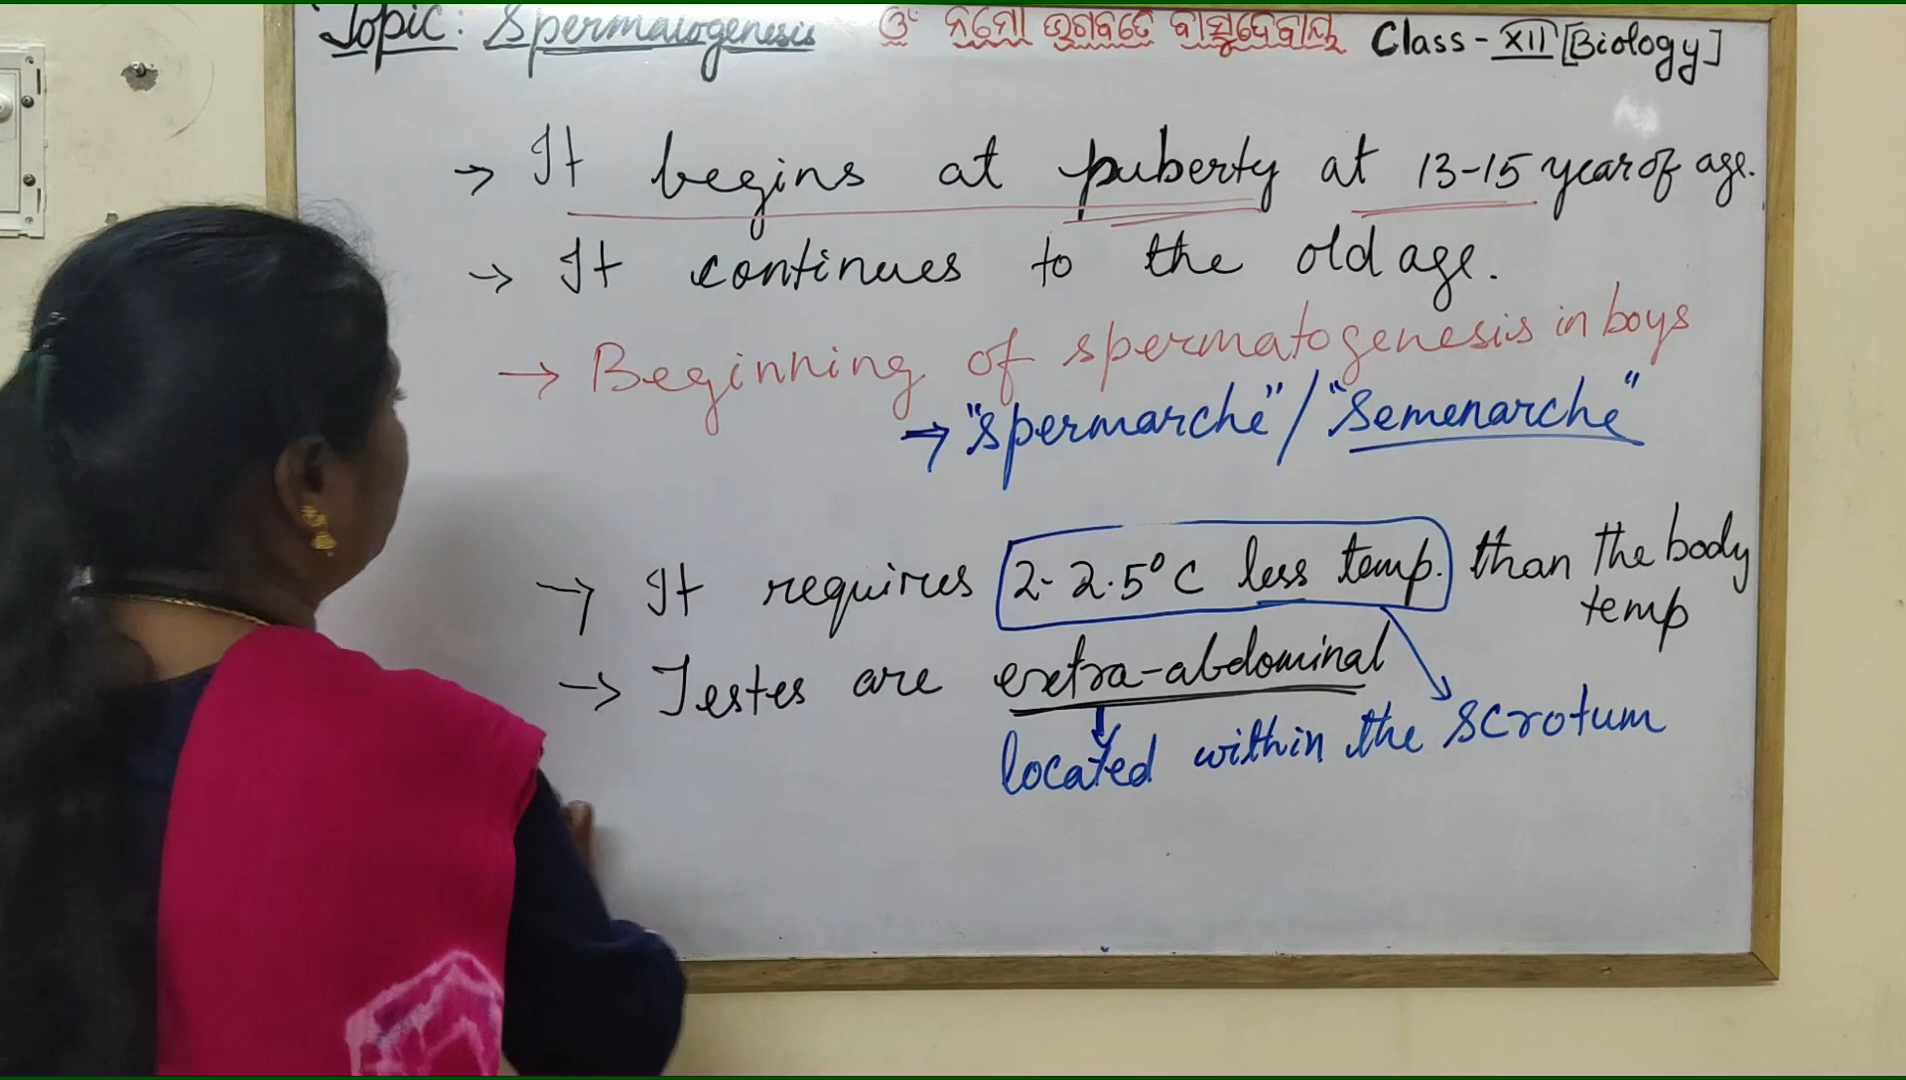 Topic: Spermatogenesis ଓଁ ନମୋ ଭଗବତେ ବାସୁଦେବାୟ Class - XII [Biology]
→ It begins at puberty at 13-15 year of age.
→ It continues to the old age.
→ Beginning of spermatogenesis in boys
→ "spermarche" / "semenarche"
→ It requires 2-2.5°C less temp. than the body temp
→ Testes are extra-abdominal
located within the scrotum